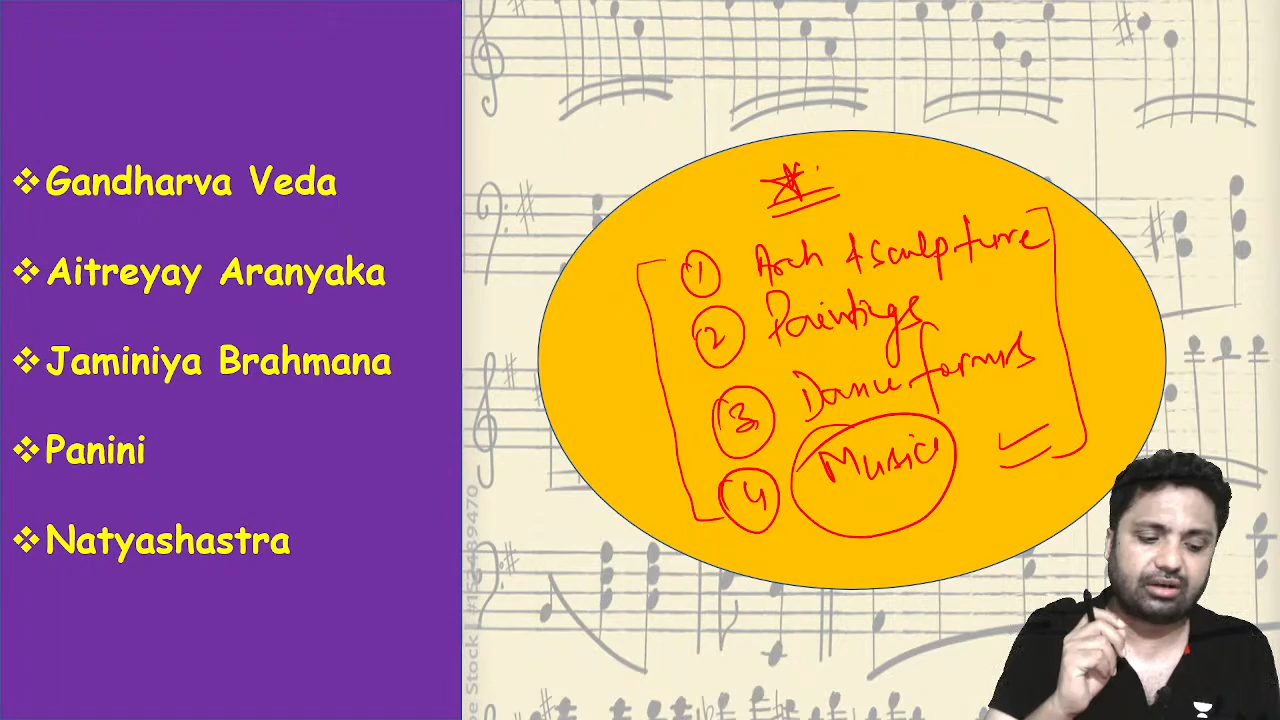 Gandharva Veda
Aitreyay Aranyaka
Jaminiya Brahmana
Panini
Natyashastra
1 Arch & sculpture
2 Paintings
3 Dance forms
4 Music